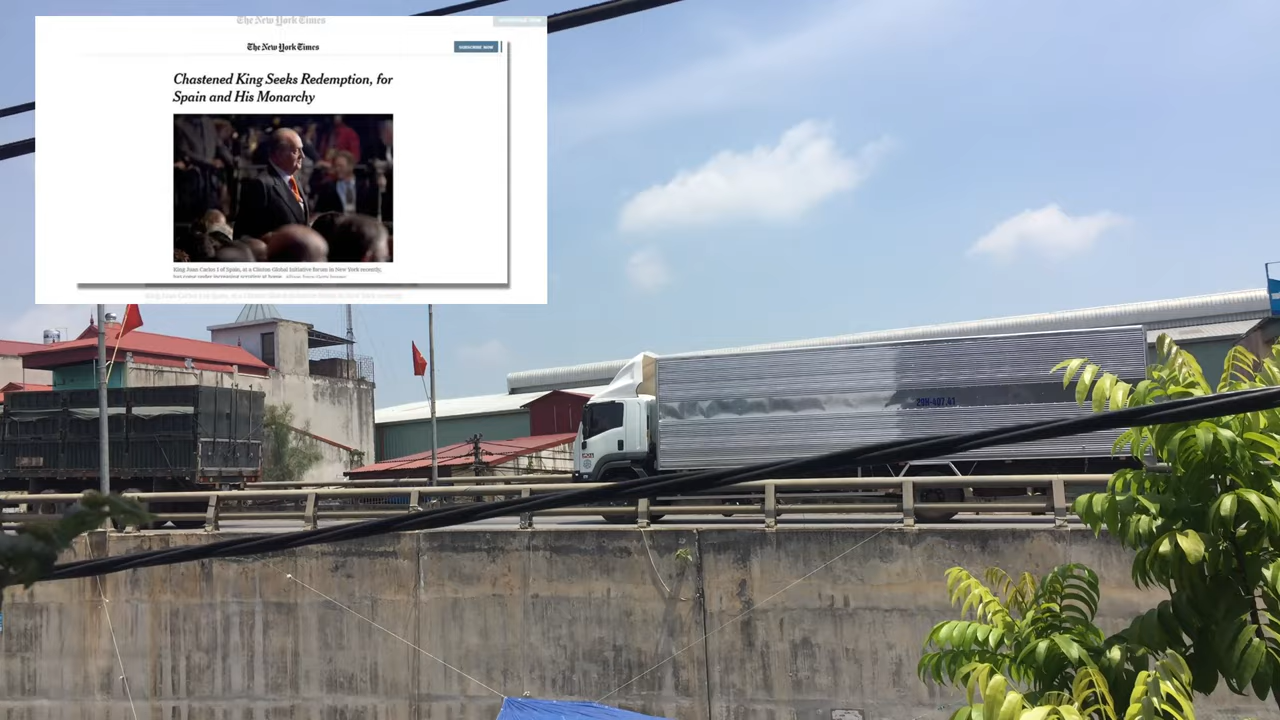 The New York Times
The New York Times
SUBSCRIBE NOW
Chastened King Seeks Redemption, for
Spain and His Monarchy
King Juan Carlos I of Spain, at a Clinton Global Initiative forum in New York recently,
29H-407.41